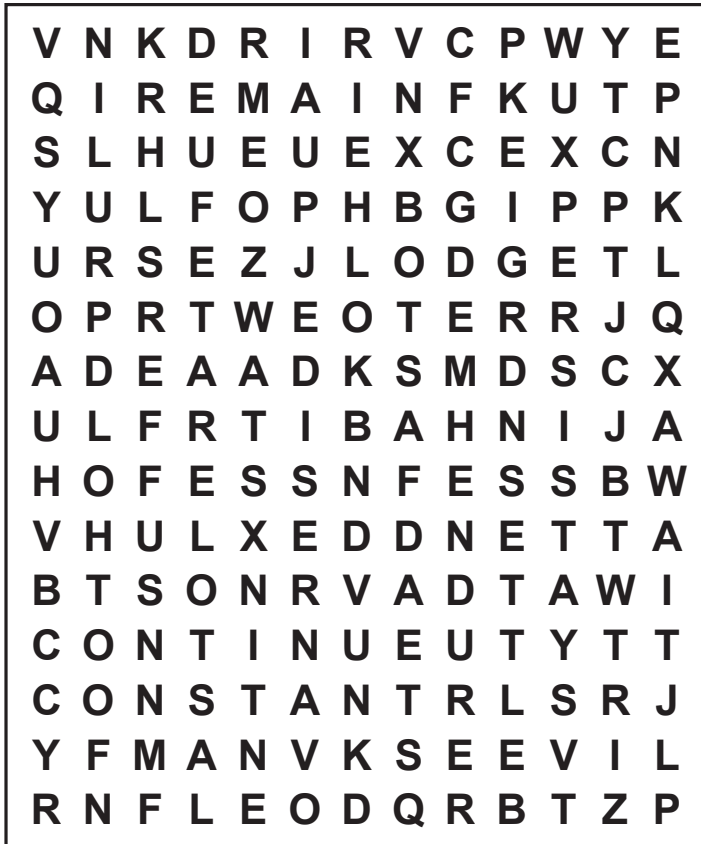 V N K D R I R V C P W Y E
Q I R E M A I N F K U T P
S L H U E U E X C E X C N
Y U L F O P H B G I P P K
U R S E Z J L O D G E T L
O P R T W E O T E R R J Q
A D E A A D K S M D S C X
U L F R T I B A H N I J A
H O F E S S N F E S S B W
V H U L X E D D N E T T A
B T S O N R V A D T A W I
C O N T I N U E U T Y T T
C O N S T A N T R L S R J
Y F M A N V K S E E V I L
R N F L E O D Q R B T Z P